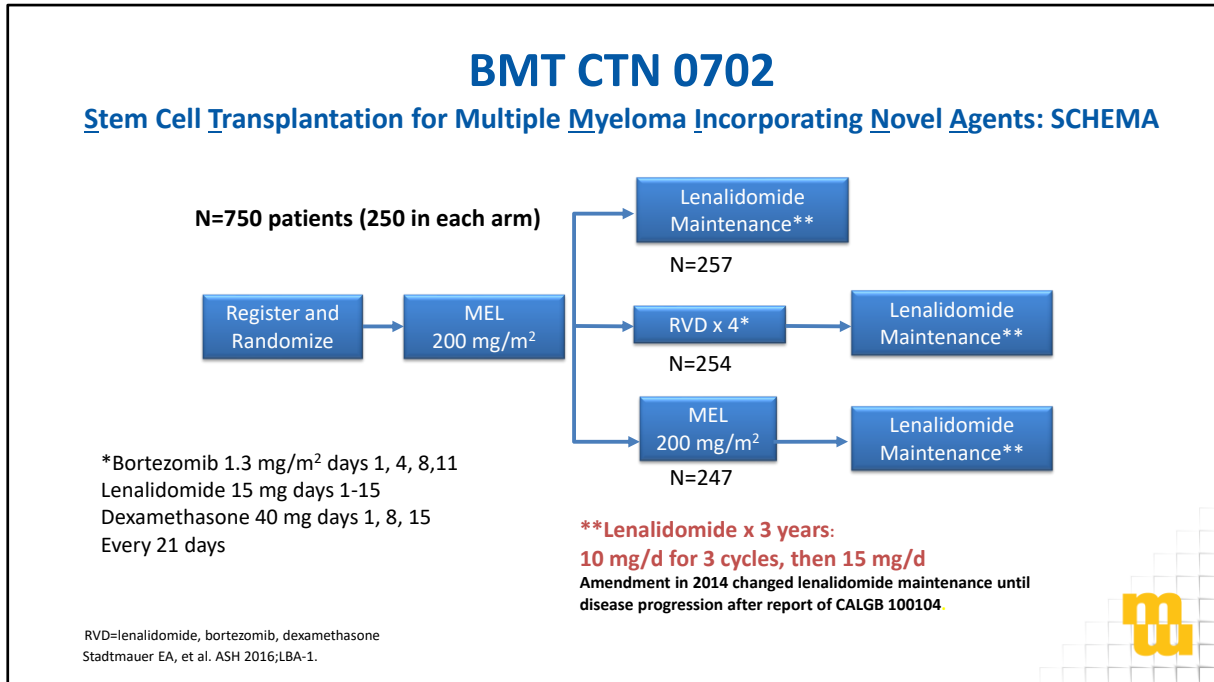 BMT CTN 0702
Stem Cell Transplantation for Multiple Myeloma Incorporating Novel Agents: SCHEMA
N=750 patients (250 in each arm)
Register and
Randomize
MEL
200 mg/m²
Lenalidomide
Maintenance**
N=257
RVD x 4*
N=254
Lenalidomide
Maintenance**
MEL
200 mg/m²
N=247
Lenalidomide
Maintenance**
*Bortezomib 1.3 mg/m² days 1, 4, 8,11
Lenalidomide 15 mg days 1-15
Dexamethasone 40 mg days 1, 8, 15
Every 21 days
**Lenalidomide x 3 years:
10 mg/d for 3 cycles, then 15 mg/d
Amendment in 2014 changed lenalidomide maintenance until
disease progression after report of CALGB 100104.
RVD=lenalidomide, bortezomib, dexamethasone
Stadtmauer EA, et al. ASH 2016;LBA-1.